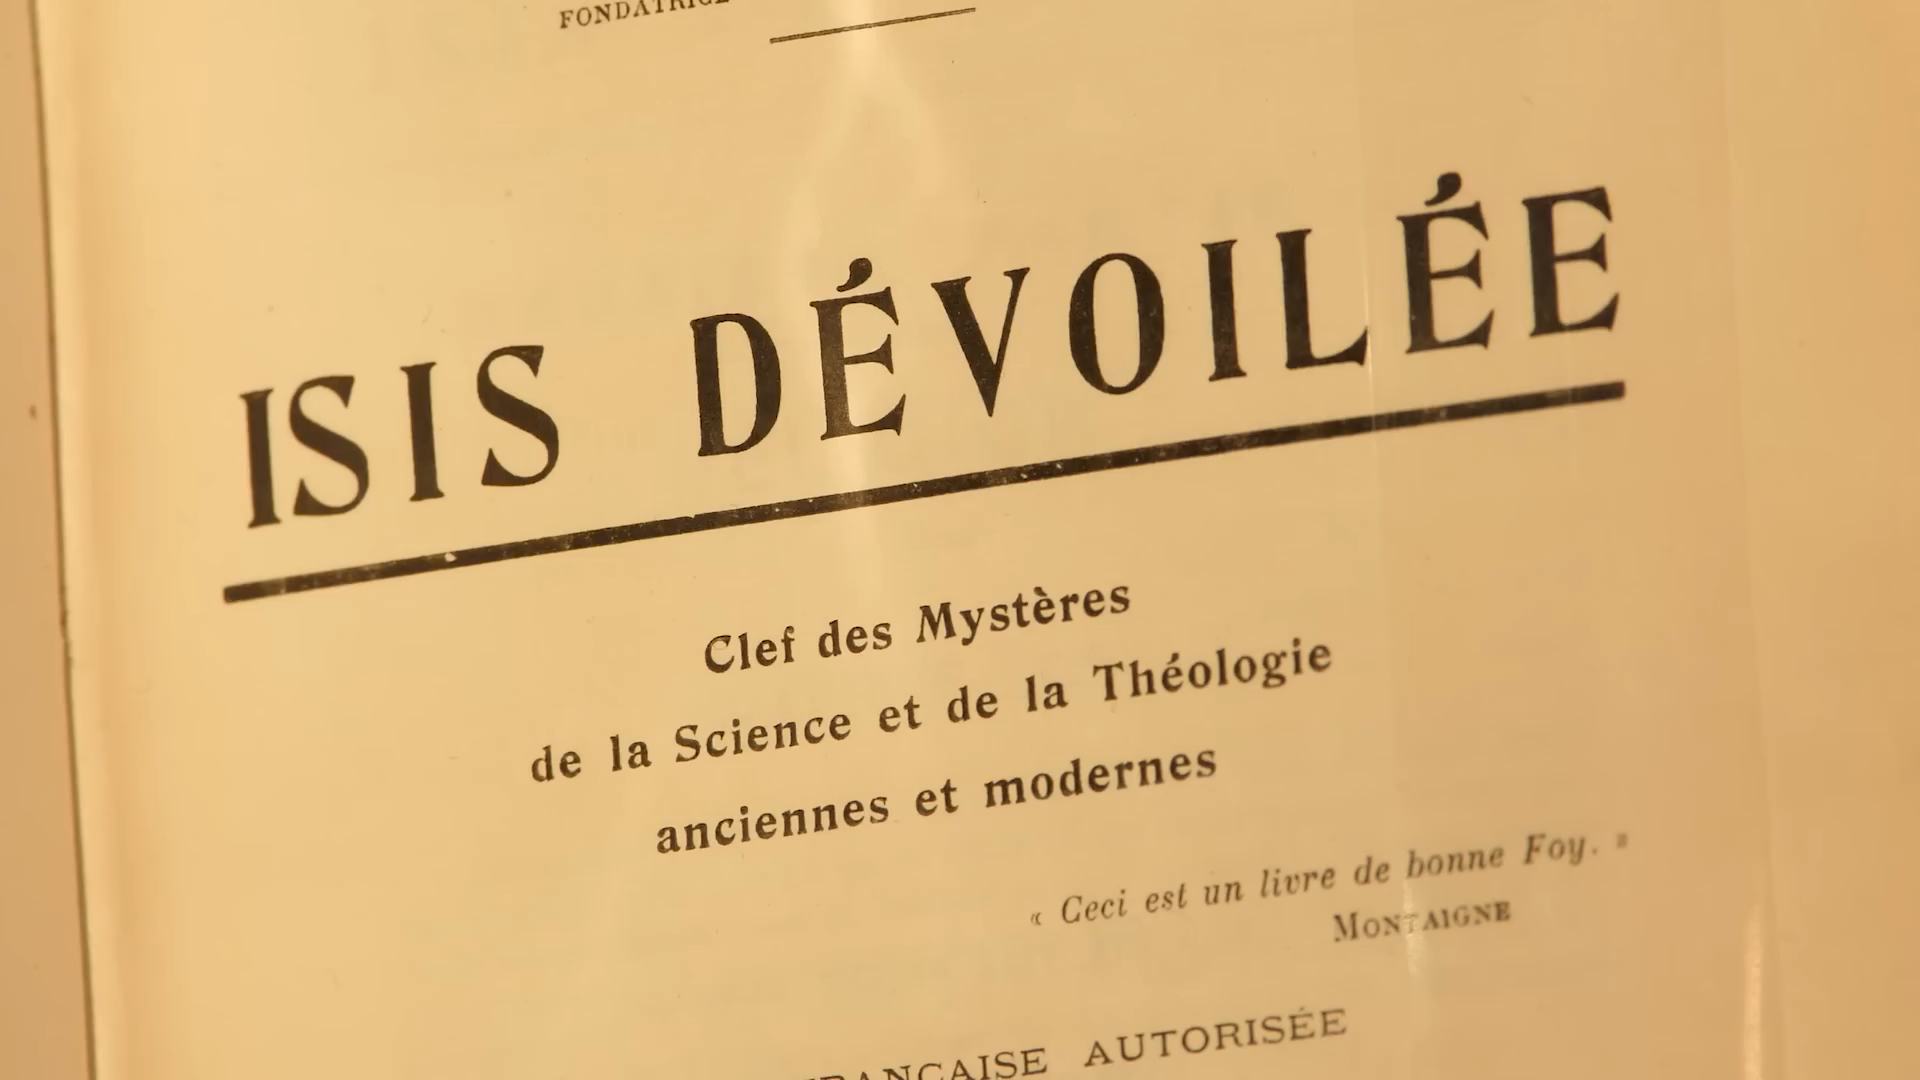 FONDATRICE
ISIS DÉVOILÉE
Clef des Mystères
de la Science et de la Théologie
anciennes et modernes
« Ceci est un livre de bonne Foy. »
MONTAIGNE
AUTORISÉE